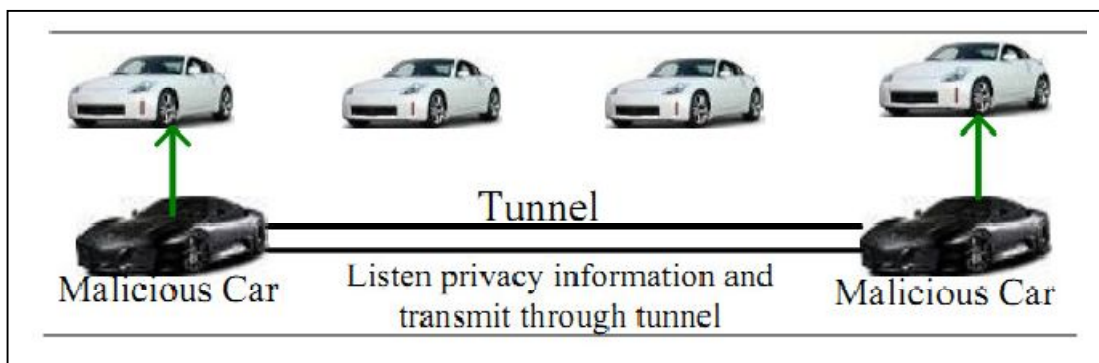 Tunnel
Malicious Car
Listen privacy information and
transmit through tunnel
Malicious Car